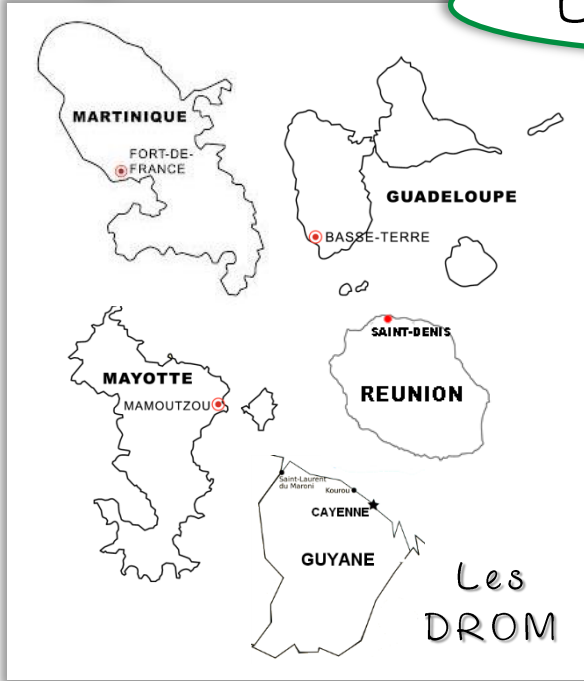 MARTINIQUE
FORT-DE-
FRANCE
GUADELOUPE
BASSE-TERRE
MAYOTTE
MAMOUTZOU
SAINT-DENIS
REUNION
Saint-Laurent
du Maroni
Kourou
CAYENNE
GUYANE
Les
DROM